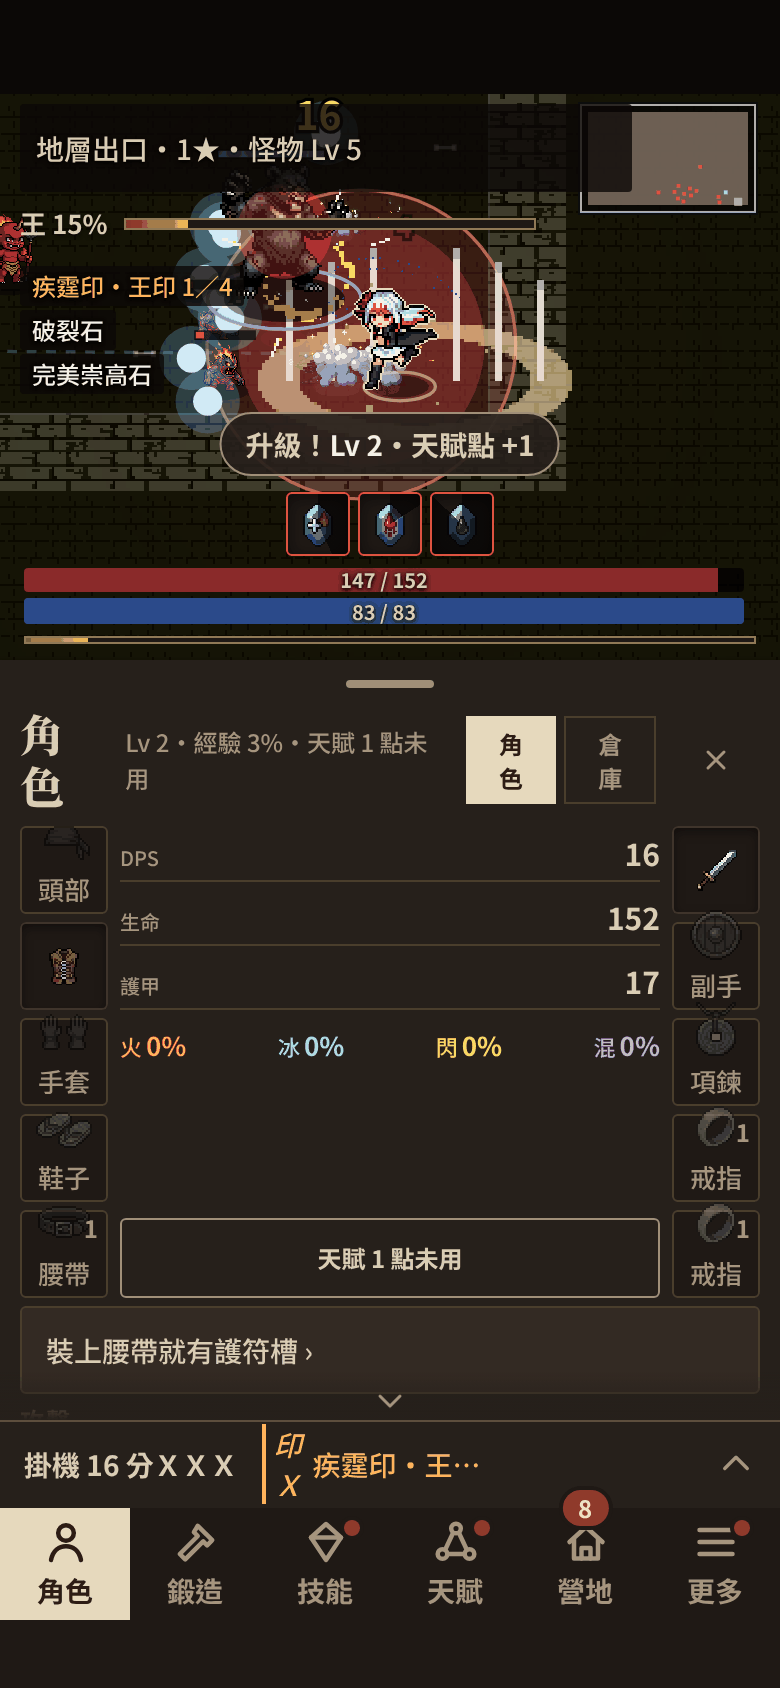 16
地層出口・1★・怪物 Lv 5
王 15%
疾霆印・王印 1／4
破裂石
完美崇高石
升級！Lv 2・天賦點 +1
147 / 152
83 / 83
角色
Lv 2・經驗 3%・天賦 1 點未用
角色
倉庫
×
頭部
DPS 16
生命 152
副手
護甲 17
手套
火 0% 冰 0% 閃 0% 混 0%
項鍊
鞋子
1
戒指
1
腰帶
天賦 1 點未用
1
戒指
裝上腰帶就有護符槽 ›
掛機 16 分 X X X
印 X
疾霆印・王…
8
角色 鍛造 技能 天賦 營地 更多